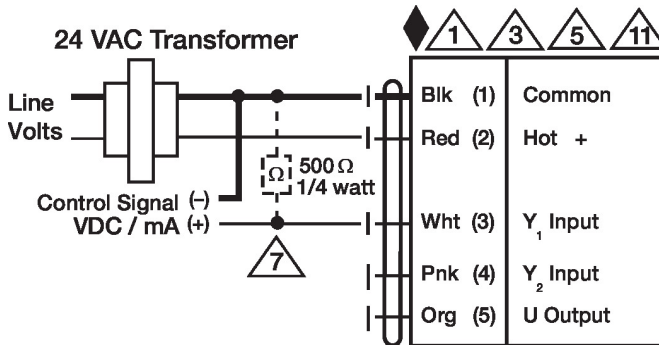 24 VAC Transformer
1 3 5 11
Line
Volts
Blk (1) Common
Red (2) Hot +
Ω 500 Ω
1/4 watt
Control Signal (-)
VDC / mA (+)
Wht (3) Y1 Input
7
Pnk (4) Y2 Input
Org (5) U Output